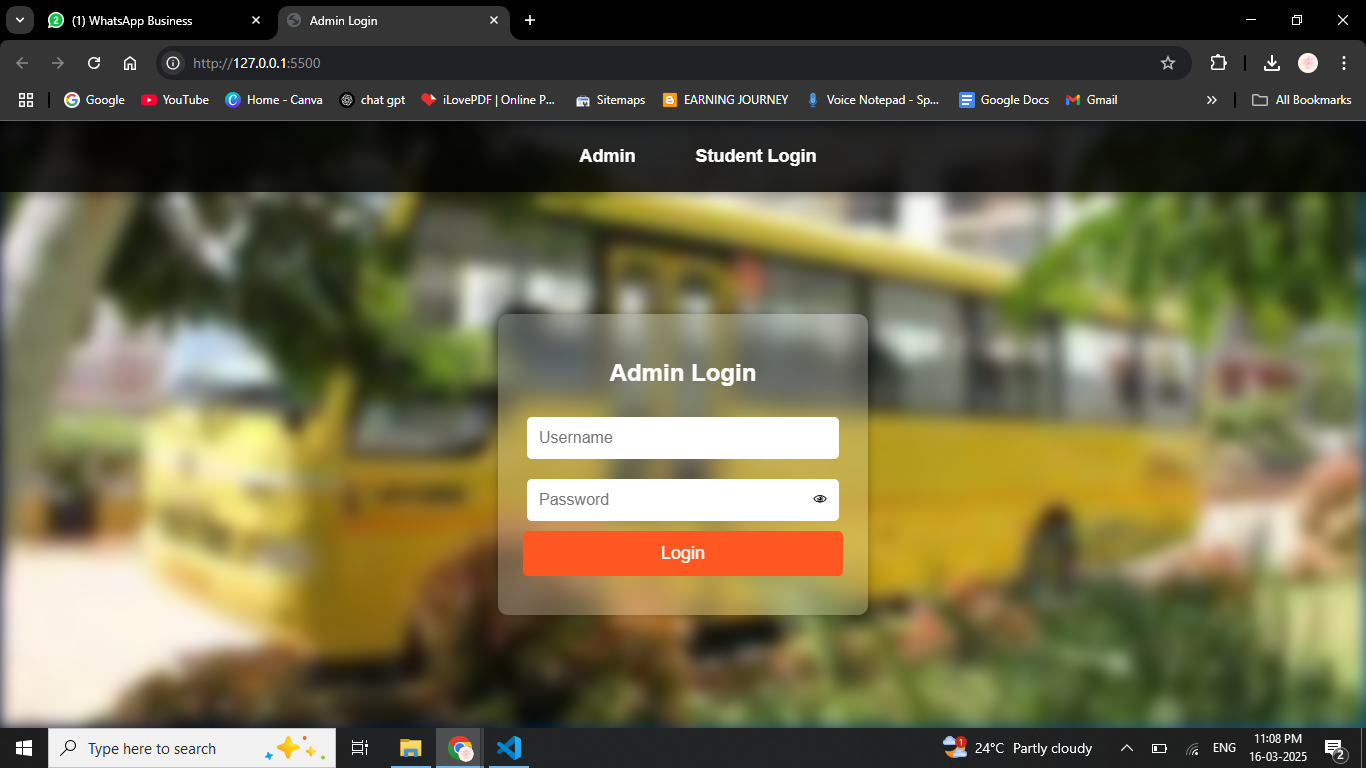 2
(1) WhatsApp Business
Admin Login
http://127.0.0.1:5500
Google
YouTube
Home - Canva
chat gpt
iLovePDF | Online P...
Sitemaps
EARNING JOURNEY
Voice Notepad - Sp...
Google Docs
Gmail
All Bookmarks
Admin
Student Login
Admin Login
Username
Password
Login
Type here to search
1
24°C Partly cloudy
ENG
11:08 PM
16-03-2025
2